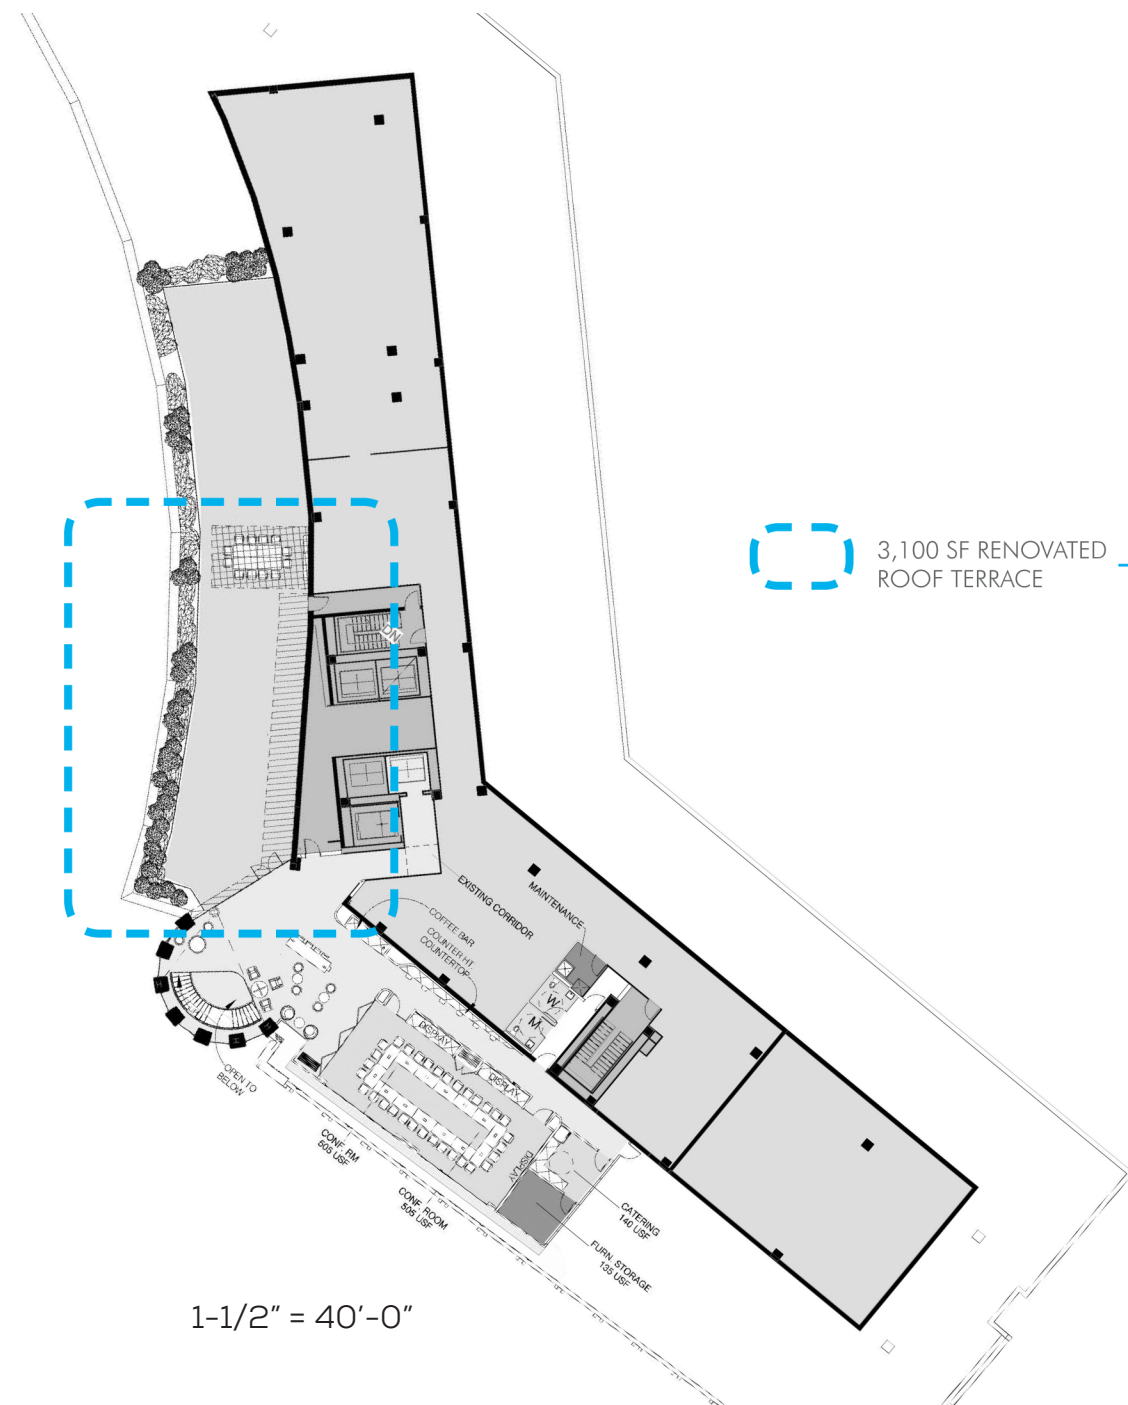 3,100 SF RENOVATED
ROOF TERRACE
DN
EXISTING CORRIDOR
MAINTENANCE
COFFEE BAR
COUNTER HT.
COUNTERTOP
W
M
DISPLAY
DISPLAY
DISPLAY
OPEN TO
BELOW
CONF. RM
505 USF
CONF. ROOM
505 USF
CATERING
140 USF
FURN. STORAGE
135 USF
1-1/2” = 40’-0”